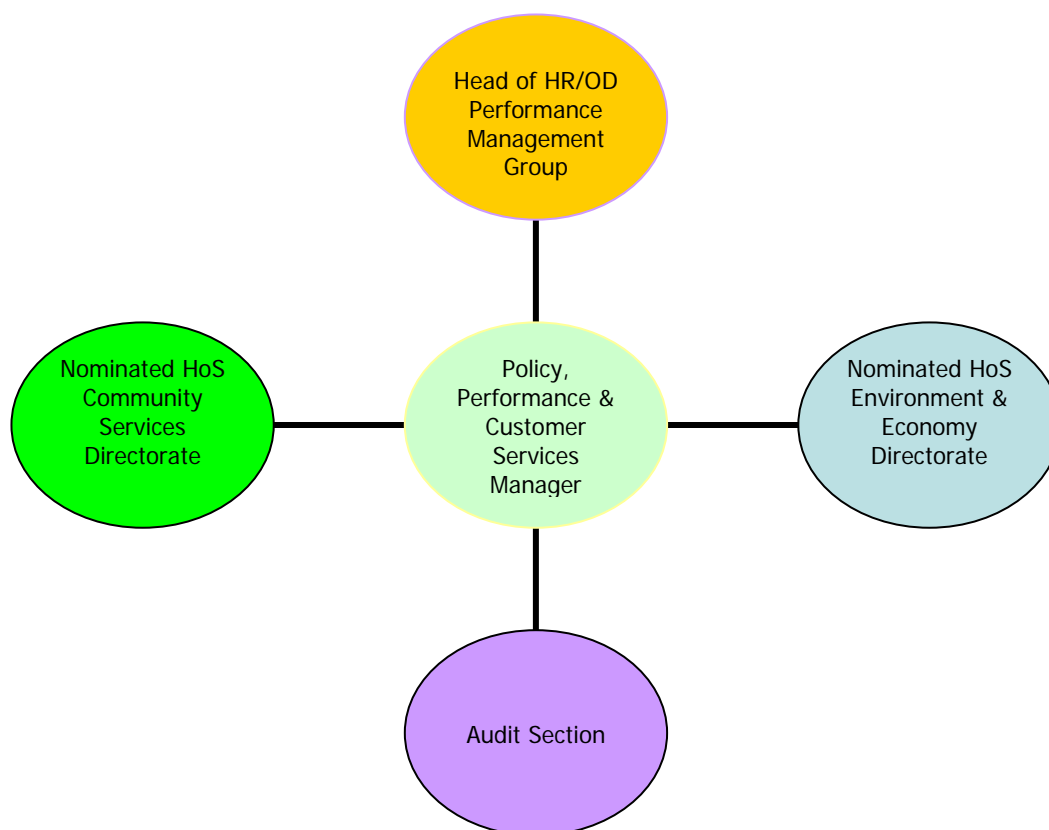 Head of HR/OD
Performance
Management
Group
Nominated HoS
Community
Services
Directorate
Policy,
Performance &
Customer
Services
Manager
Nominated HoS
Environment &
Economy
Directorate
Audit Section